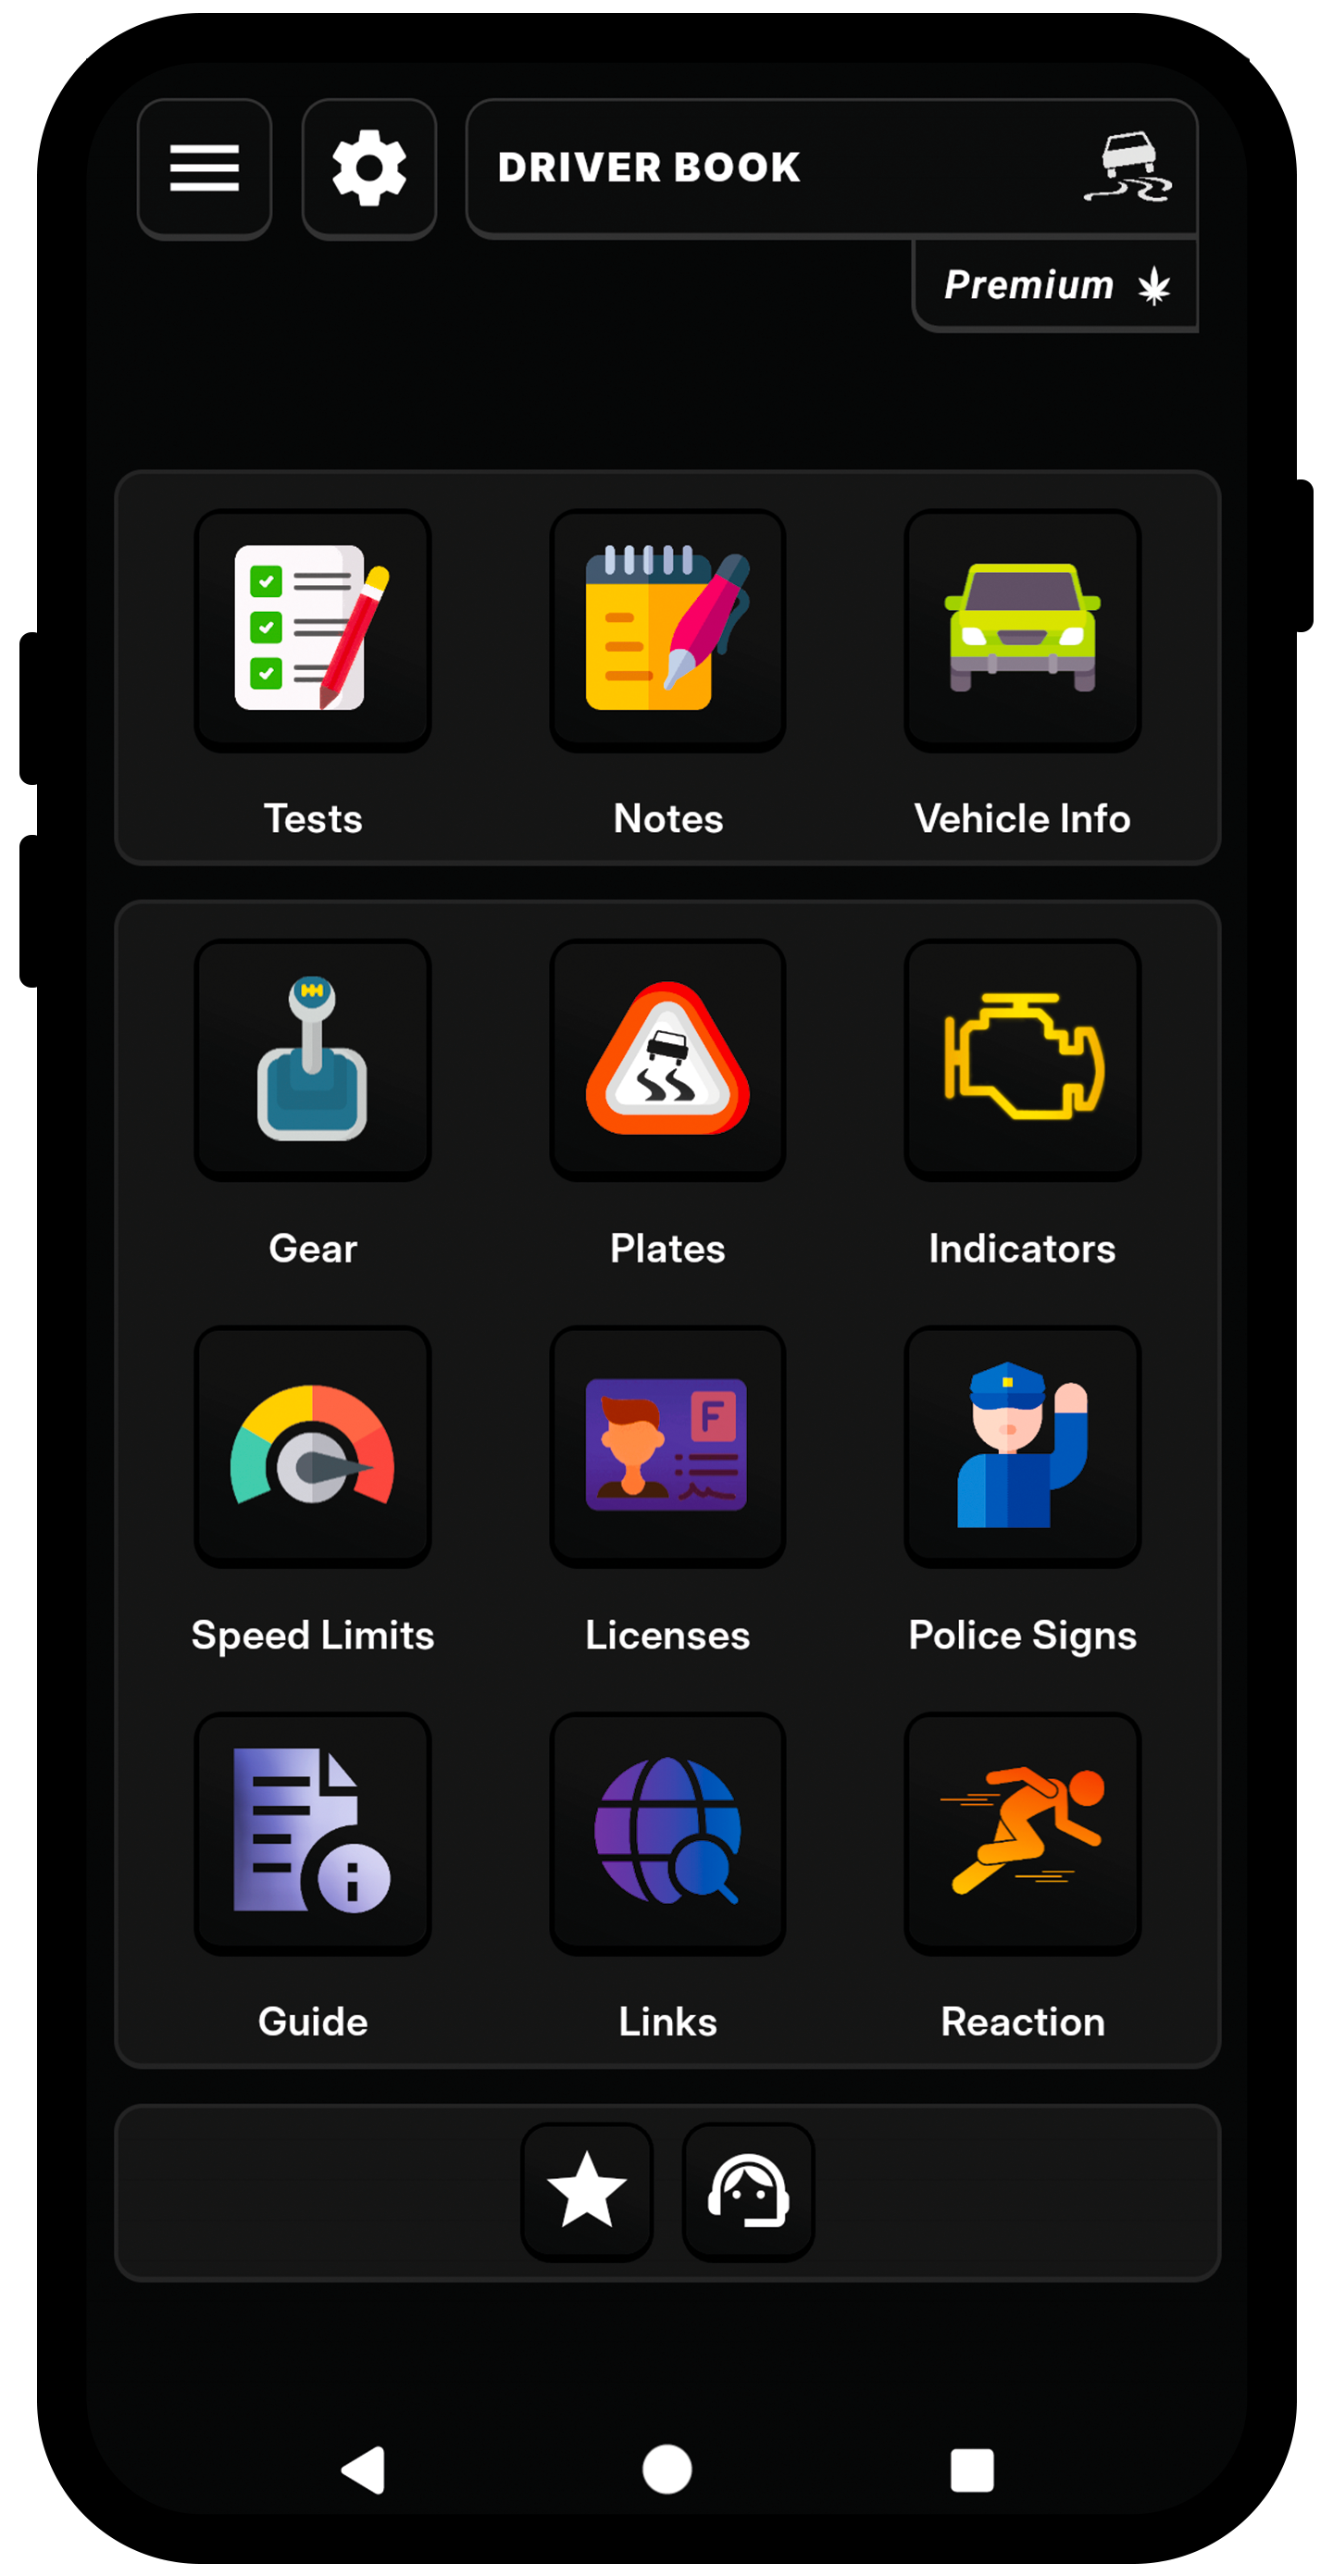 DRIVER BOOK
Premium
Tests
Notes
Vehicle Info
Gear
Plates
Indicators
F
Speed Limits
Licenses
Police Signs
Guide
Links
Reaction